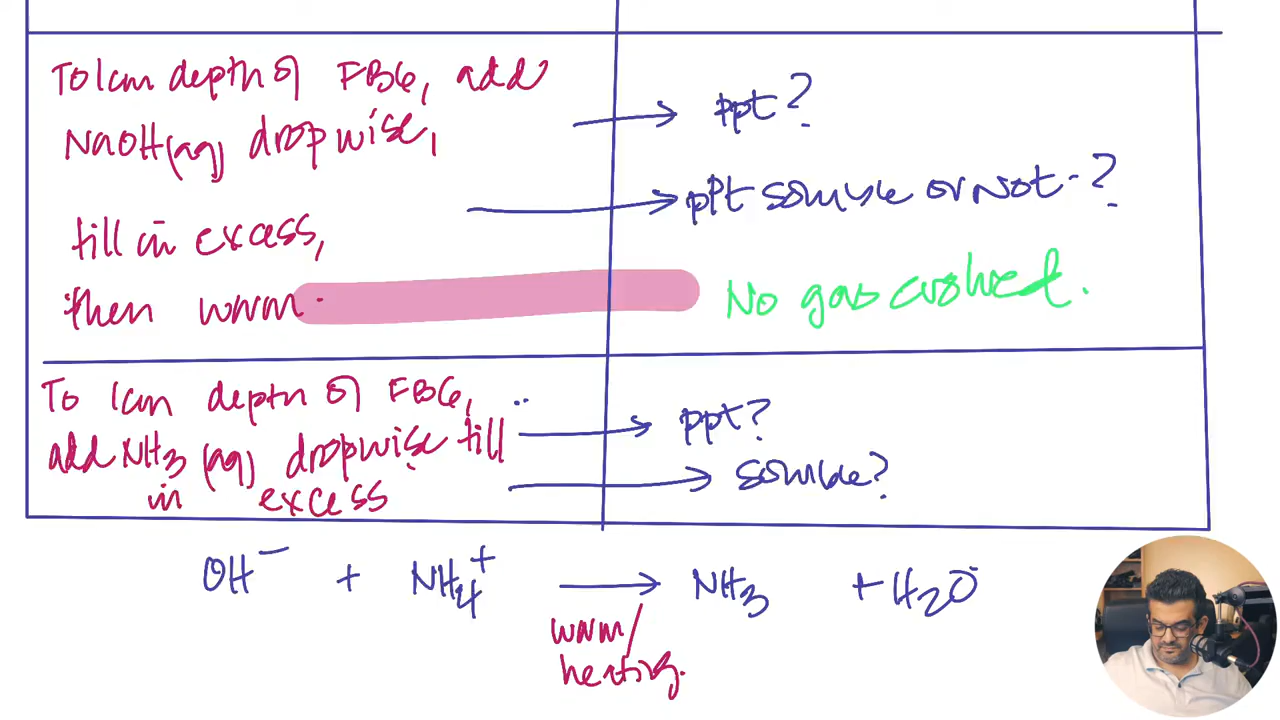 To 1cm depth of FB6, add
NaOH(aq) dropwise,
→ ppt?
till in excess,
→ ppt soluble or Not-?
then warm.
No gas evolved.
To 1cm depth of FB6,
add NH3 (aq) dropwise till
in excess
→ ppt?
→ soluble?
OH⁻ + NH4⁺ → NH3 + H2O
warm/
heating.